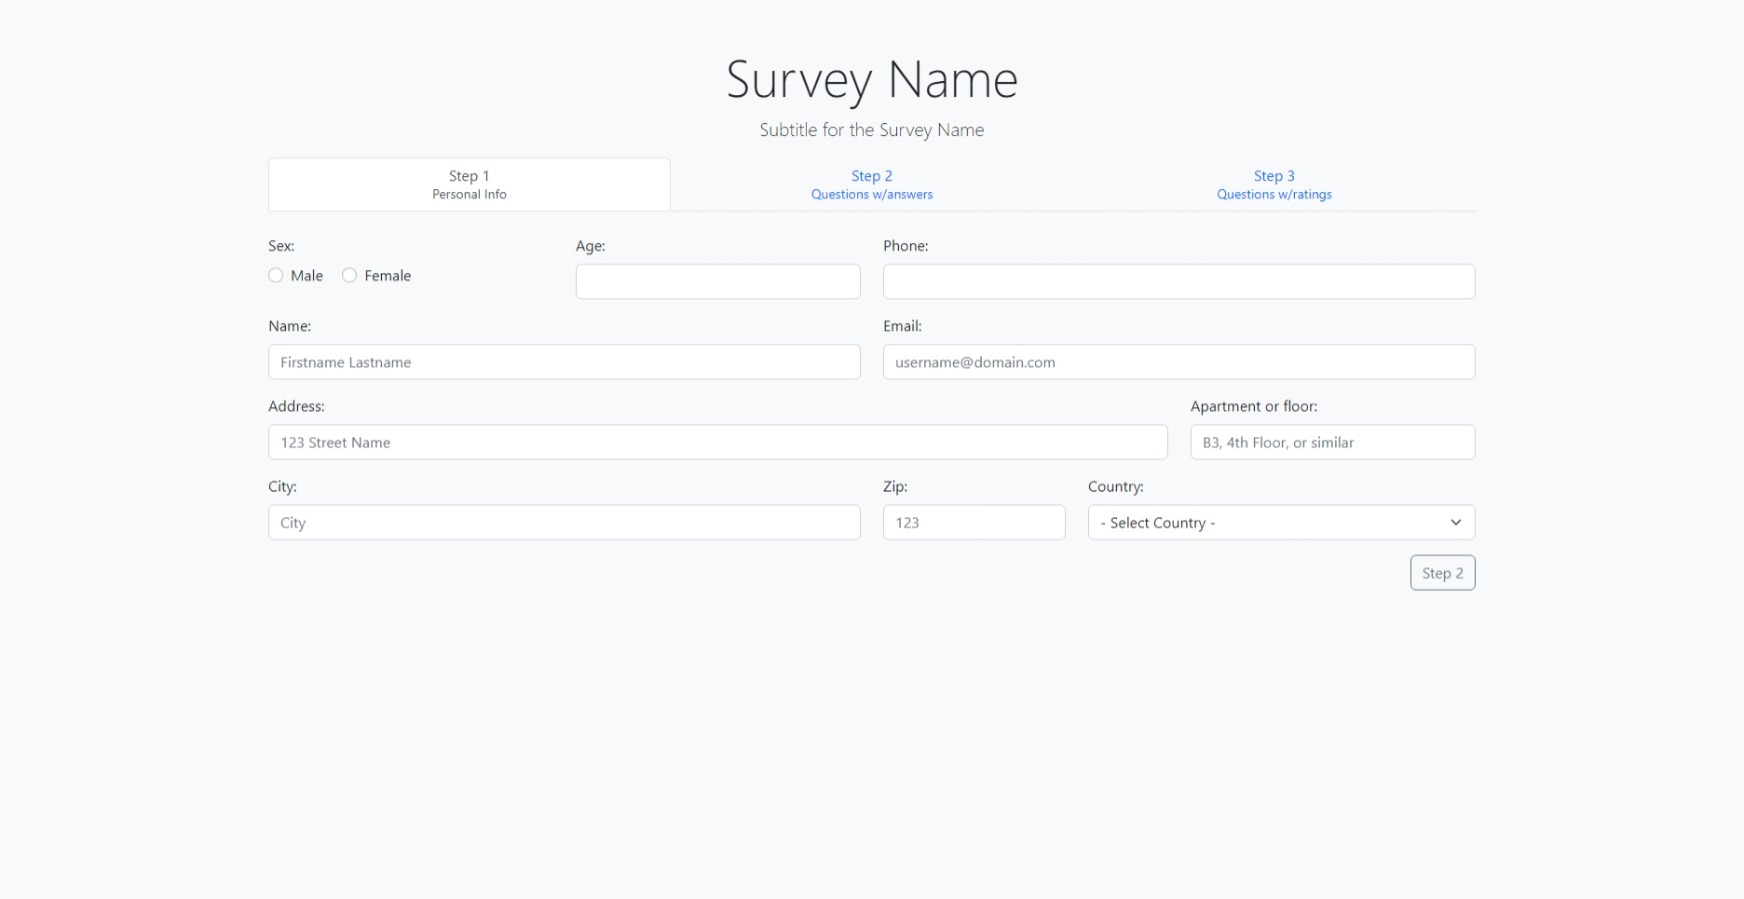 Survey Name
Subtitle for the Survey Name
Step 1
Personal Info
Step 2
Questions w/answers
Step 3
Questions w/ratings
Sex:
Male
Female
Age:
Phone:
Name:
Firstname Lastname
Email:
username@domain.com
Address:
123 Street Name
Apartment or floor:
B3, 4th Floor, or similar
City:
City
Zip:
123
Country:
- Select Country -
Step 2